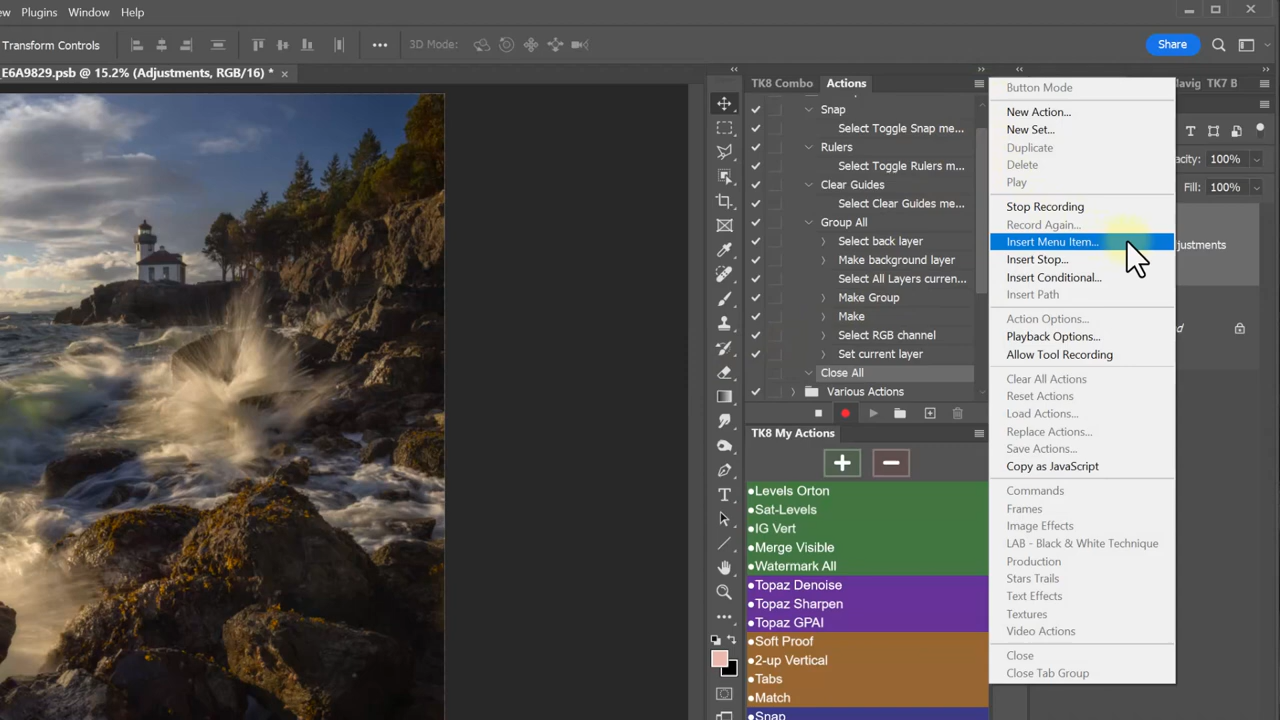 ew Plugins Window Help
Transform Controls
3D Mode:
Share
_E6A9829.psb @ 15.2% (Adjustments, RGB/16) *
TK8 Combo Actions
Navig TK7 B
Snap
Select Toggle Snap me...
Rulers
Select Toggle Rulers m...
Clear Guides
Select Clear Guides me...
Group All
Select back layer
Make background layer
Select All Layers curren...
Make Group
Make
Select RGB channel
Set current layer
Close All
Various Actions
TK8 My Actions
+ −
●Levels Orton
●Sat-Levels
●IG Vert
●Merge Visible
●Watermark All
●Topaz Denoise
●Topaz Sharpen
●Topaz GPAI
●Soft Proof
●2-up Vertical
●Tabs
●Match
●Snap
Button Mode
New Action...
New Set...
Duplicate
Delete
Play
Stop Recording
Record Again...
Insert Menu Item...
Insert Stop...
Insert Conditional...
Insert Path
Action Options...
Playback Options...
Allow Tool Recording
Clear All Actions
Reset Actions
Load Actions...
Replace Actions...
Save Actions...
Copy as JavaScript
Commands
Frames
Image Effects
LAB - Black & White Technique
Production
Stars Trails
Text Effects
Textures
Video Actions
Close
Close Tab Group
acity: 100%
Fill: 100%
justments
d